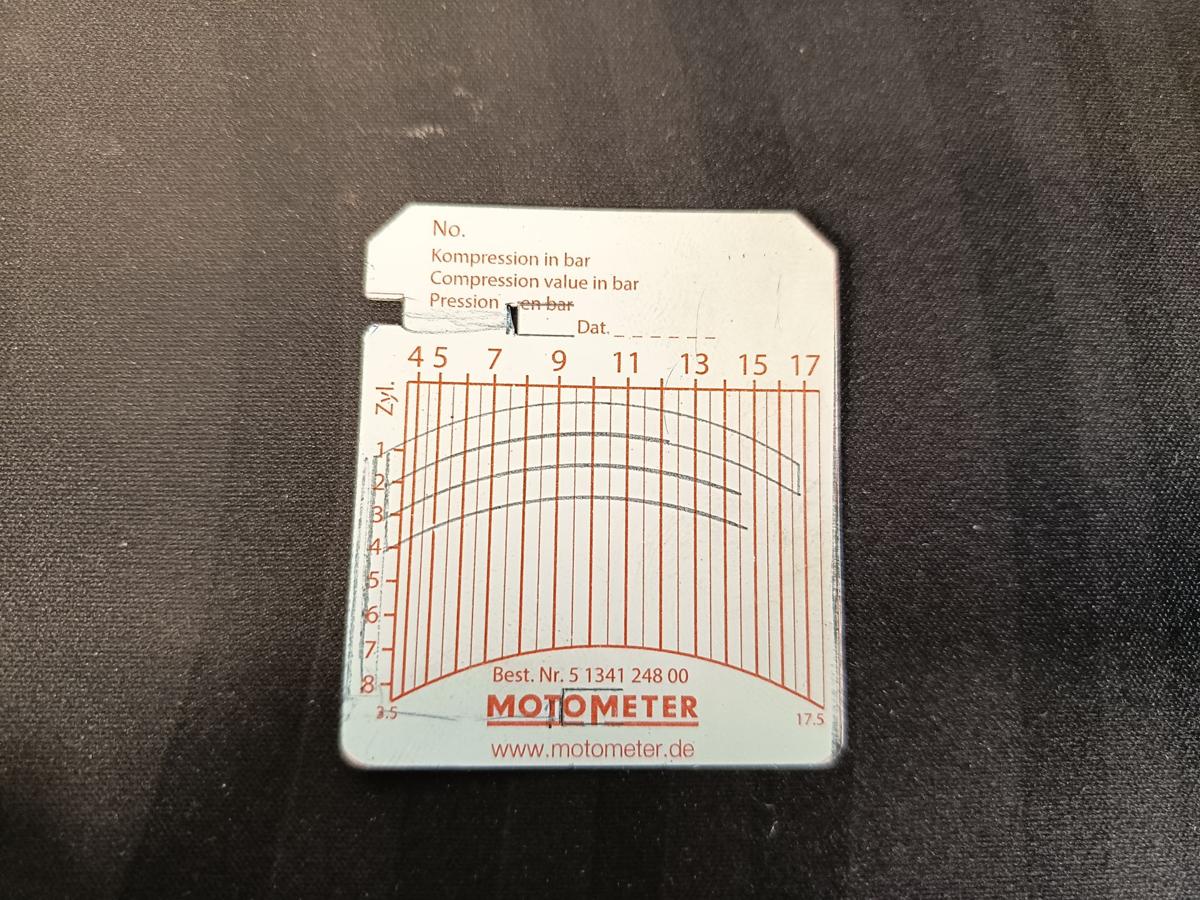 No.
Kompression in bar
Compression value in bar
Pression en bar
Dat. _ _ _ _ _ _ _
4 5 7 9 11 13 15 17
Zyl.
1
2
3
4
5
6
7
8
3.5
17.5
Best. Nr. 5 1341 248 00
MOTOMETER
www.motometer.de